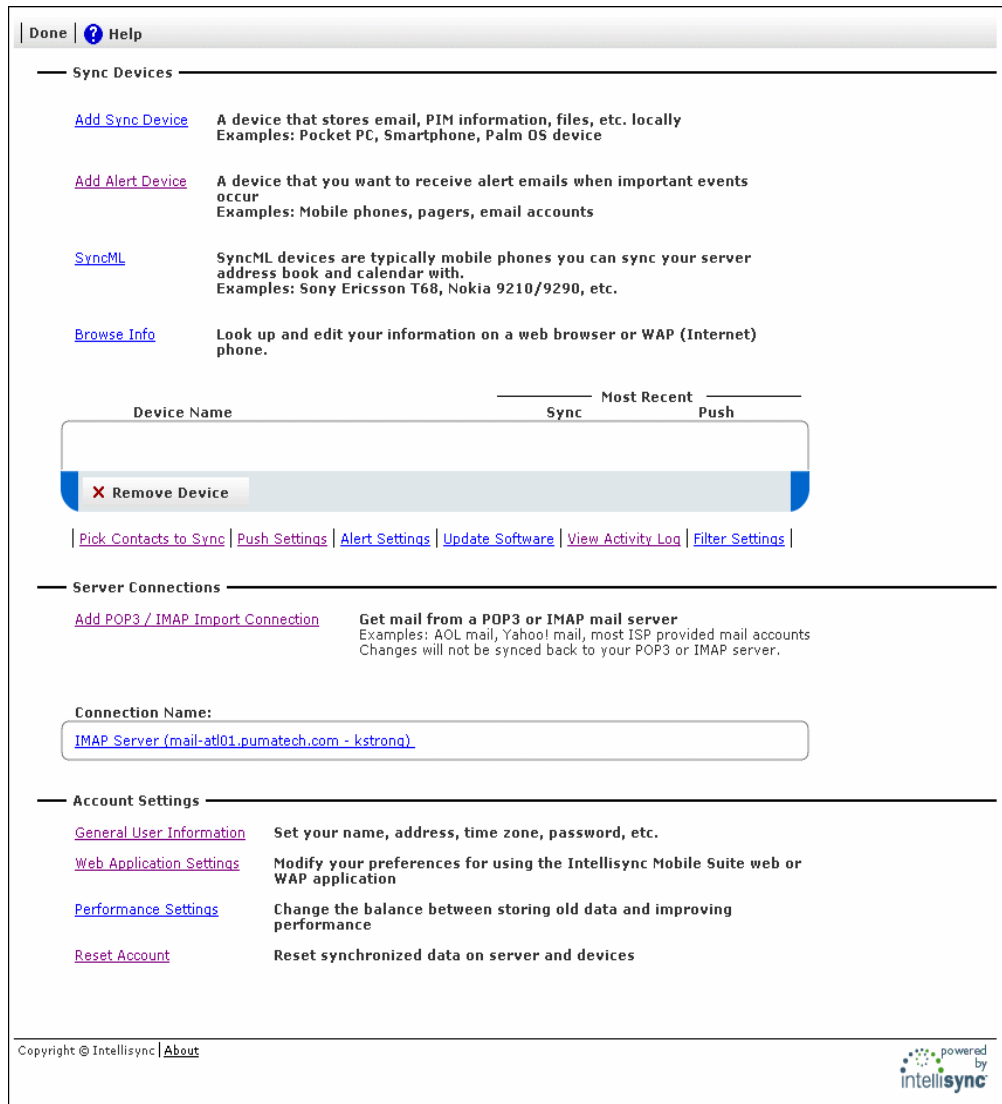 Done | ? Help
Sync Devices
Add Sync Device A device that stores email, PIM information, files, etc. locally
Examples: Pocket PC, Smartphone, Palm OS device
Add Alert Device A device that you want to receive alert emails when important events
occur
Examples: Mobile phones, pagers, email accounts
SyncML SyncML devices are typically mobile phones you can sync your server
address book and calendar with.
Examples: Sony Ericsson T68, Nokia 9210/9290, etc.
Browse Info Look up and edit your information on a web browser or WAP (Internet)
phone.
Most Recent
Device Name Sync Push
X Remove Device
| Pick Contacts to Sync | Push Settings | Alert Settings | Update Software | View Activity Log | Filter Settings |
Server Connections
Add POP3 / IMAP Import Connection Get mail from a POP3 or IMAP mail server
Examples: AOL mail, Yahoo! mail, most ISP provided mail accounts
Changes will not be synced back to your POP3 or IMAP server.
Connection Name:
IMAP Server (mail-atl01.pumatech.com - kstrong)
Account Settings
General User Information Set your name, address, time zone, password, etc.
Web Application Settings Modify your preferences for using the Intellisync Mobile Suite web or
WAP application
Performance Settings Change the balance between storing old data and improving
performance
Reset Account Reset synchronized data on server and devices
Copyright © Intellisync | About
powered
by
intellisync